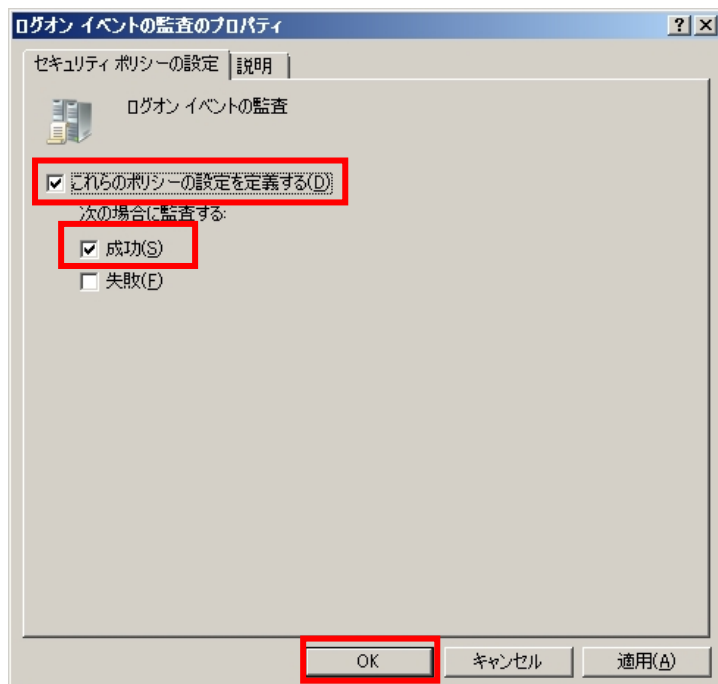 ログオン イベントの監査のプロパティ
セキュリティ ポリシーの設定 説明
ログオン イベントの監査
これらのポリシーの設定を定義する(D)
次の場合に監査する:
成功(S)
失敗(F)
OK キャンセル 適用(A)